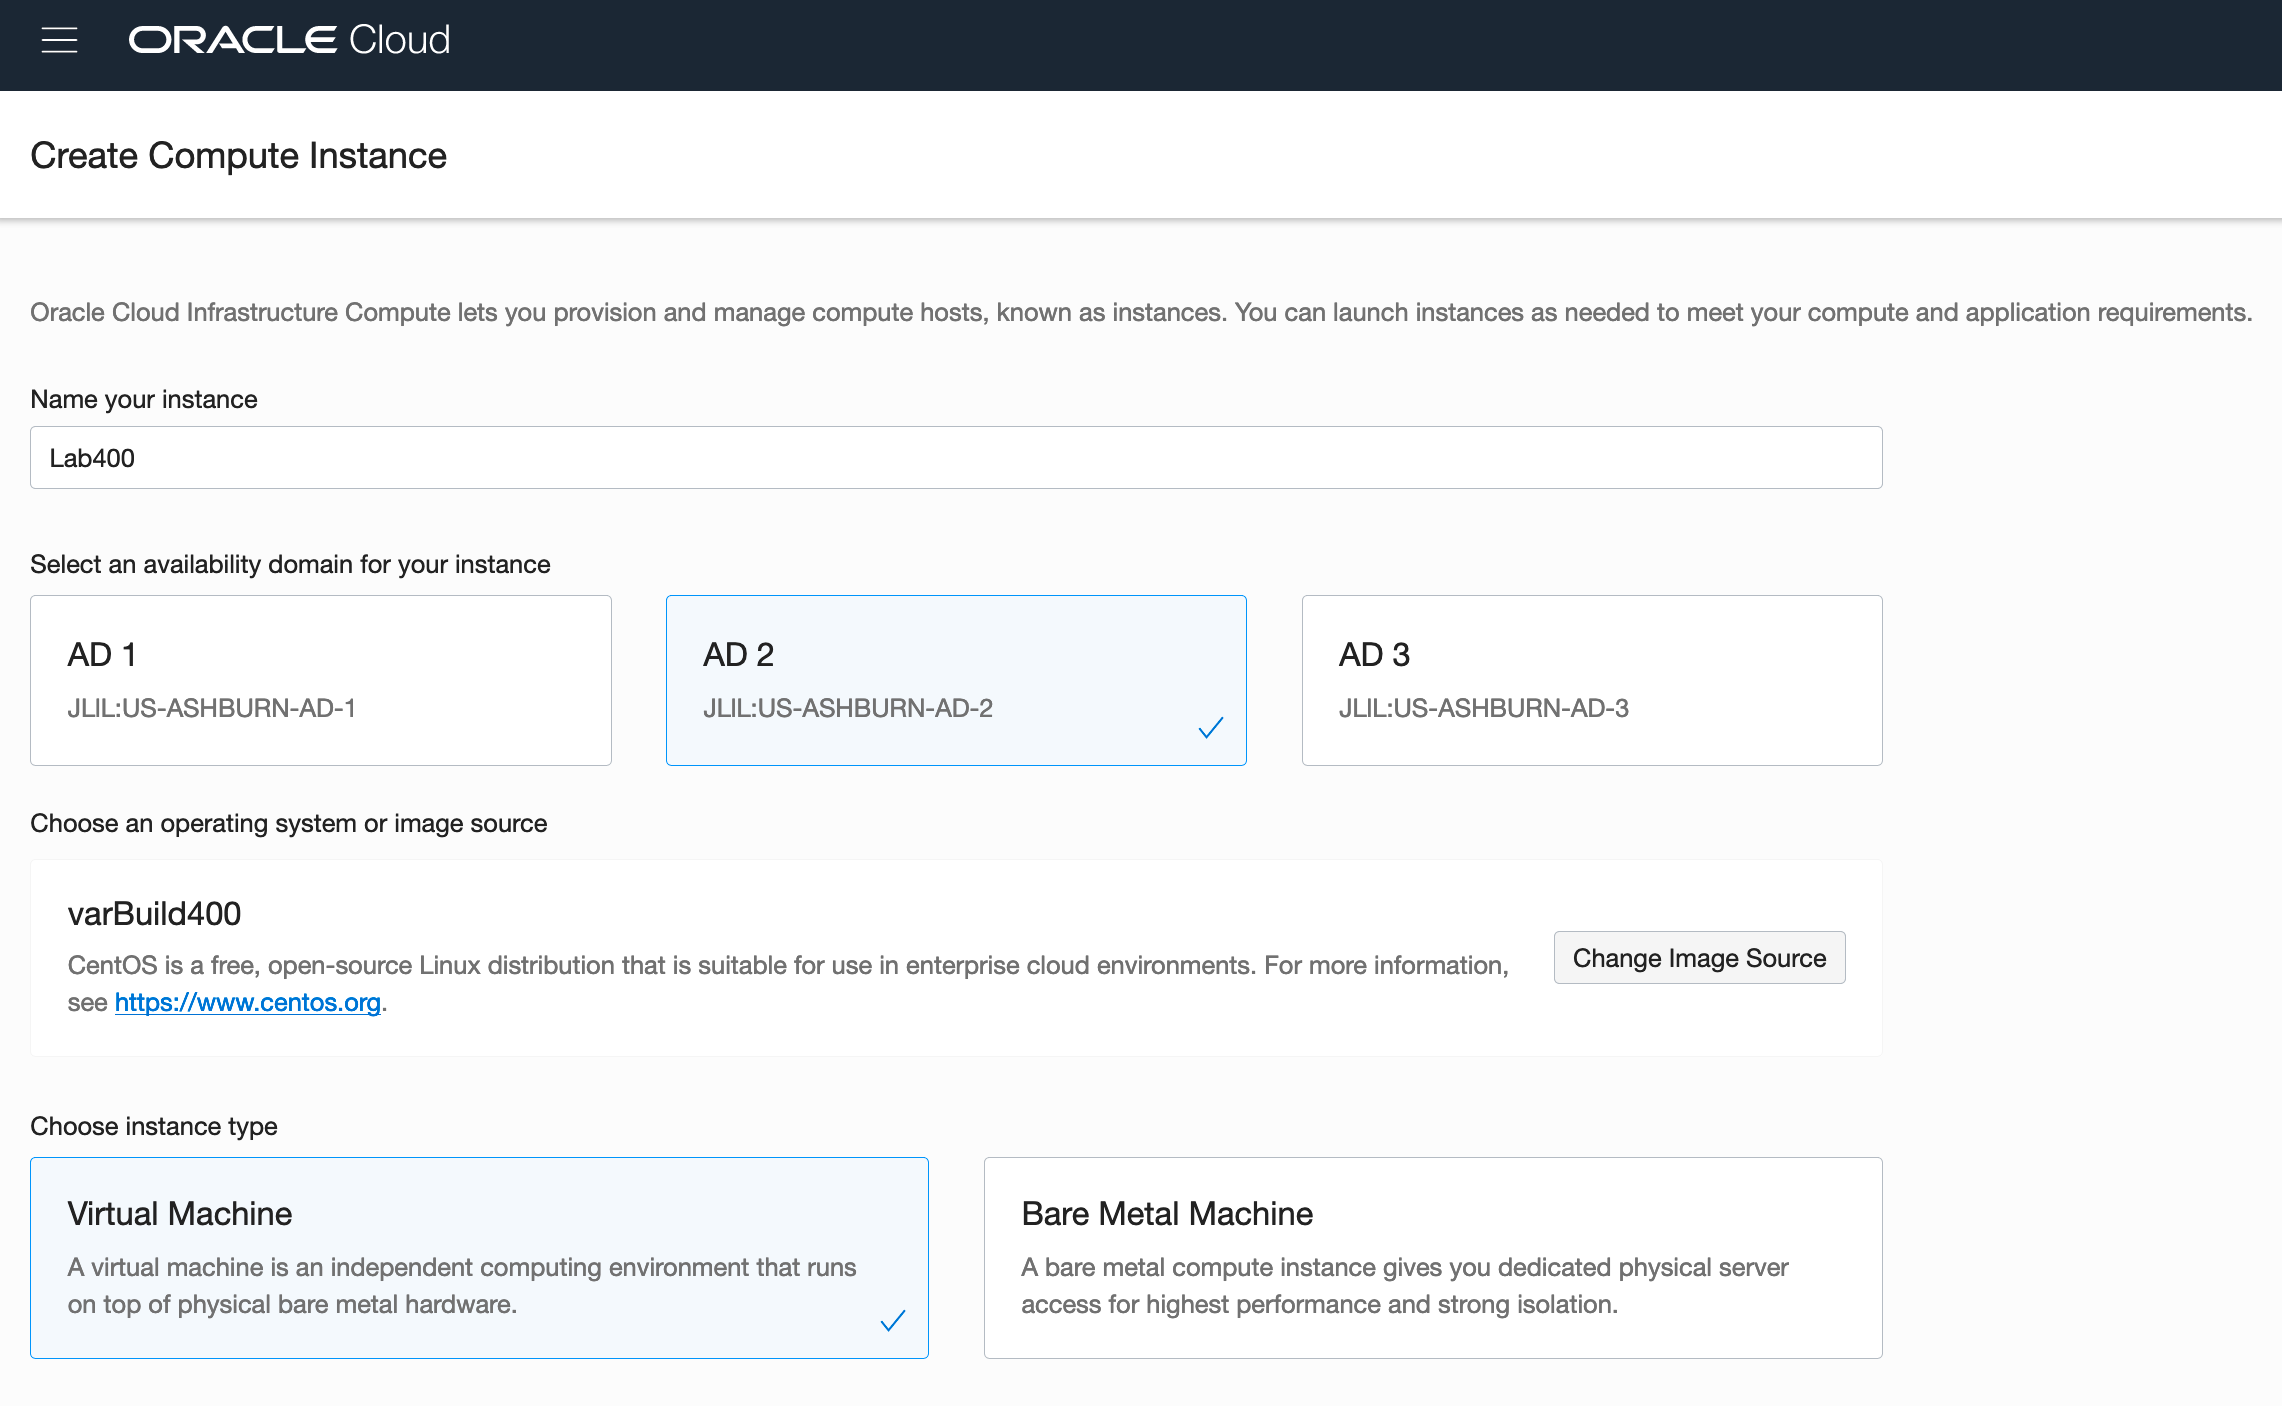 ORACLE Cloud
Create Compute Instance
Oracle Cloud Infrastructure Compute lets you provision and manage compute hosts, known as instances. You can launch instances as needed to meet your compute and application requirements.
Name your instance
Lab400
Select an availability domain for your instance
AD 1
JLIL:US-ASHBURN-AD-1
AD 2
JLIL:US-ASHBURN-AD-2
AD 3
JLIL:US-ASHBURN-AD-3
Choose an operating system or image source
varBuild400
CentOS is a free, open-source Linux distribution that is suitable for use in enterprise cloud environments. For more information,
see https://www.centos.org.
Change Image Source
Choose instance type
Virtual Machine
A virtual machine is an independent computing environment that runs
on top of physical bare metal hardware.
Bare Metal Machine
A bare metal compute instance gives you dedicated physical server
access for highest performance and strong isolation.